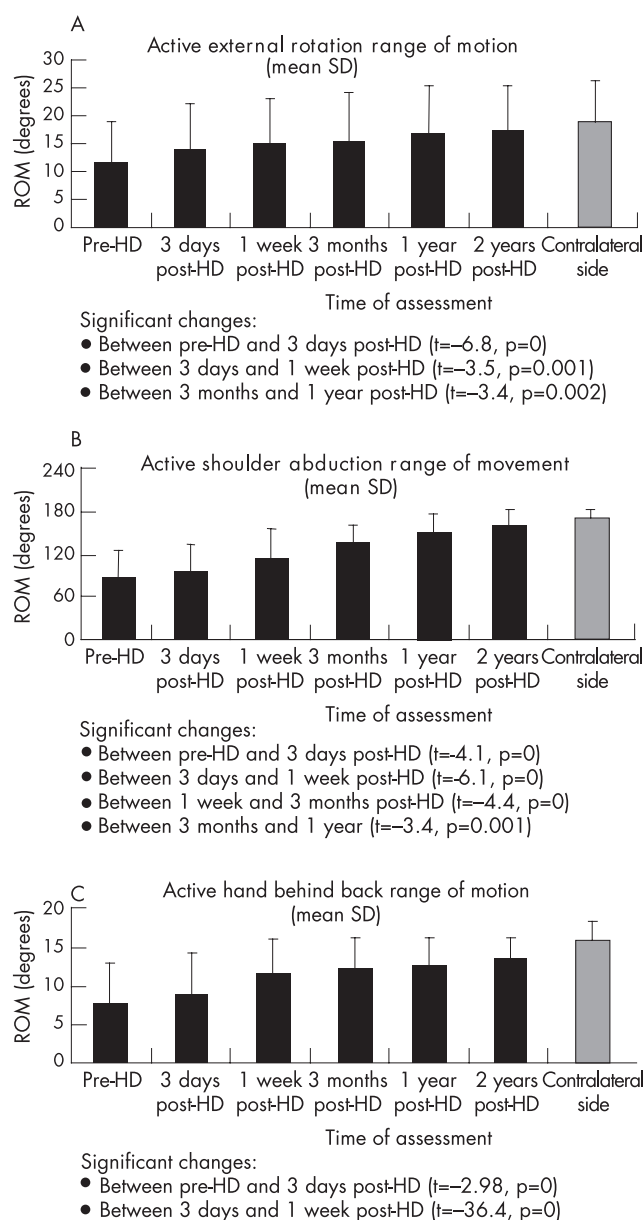 A
Active external rotation range of motion
(mean SD)
ROM (degrees)
30
25
20
15
10
5
0
Pre-HD
3 days post-HD
1 week post-HD
3 months post-HD
1 year post-HD
2 years post-HD
Contralateral side
Time of assessment
Significant changes:
● Between pre-HD and 3 days post-HD (t=–6.8, p=0)
● Between 3 days and 1 week post-HD (t=–3.5, p=0.001)
● Between 3 months and 1 year post-HD (t=–3.4, p=0.002)
B
Active shoulder abduction range of movement
(mean SD)
ROM (degrees)
240
180
120
60
0
Pre-HD
3 days post-HD
1 week post-HD
3 months post-HD
1 year post-HD
2 years post-HD
Contralateral side
Time of assessment
Significant changes:
● Between pre-HD and 3 days post-HD (t=-4.1, p=0)
● Between 3 days and 1 week post-HD (t=-6.1, p=0)
● Between 1 week and 3 months post-HD (t=–4.4, p=0)
● Between 3 months and 1 year (t=–3.4, p=0.001)
C
Active hand behind back range of motion
(mean SD)
ROM (degrees)
20
15
10
5
0
Pre-HD
3 days post-HD
1 week post-HD
3 months post-HD
1 year post-HD
2 years post-HD
Contralateral side
Time of assessment
Significant changes:
● Between pre-HD and 3 days post-HD (t=–2.98, p=0)
● Between 3 days and 1 week post-HD (t=–36.4, p=0)